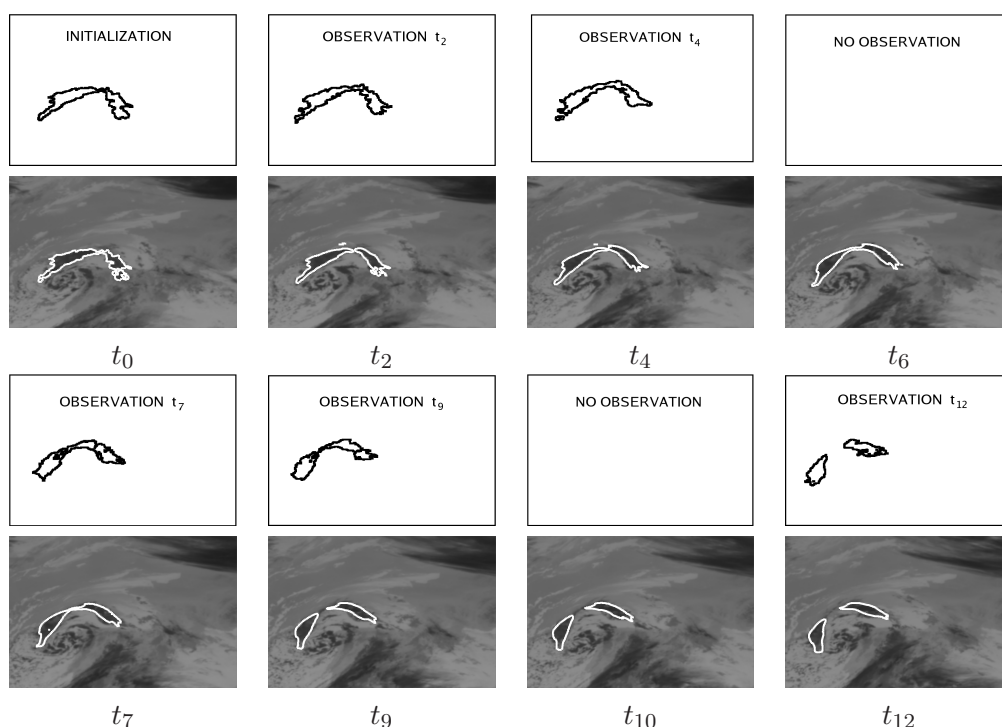 INITIALIZATION
OBSERVATION t₂
OBSERVATION t₄
NO OBSERVATION
t₀
t₂
t₄
t₆
OBSERVATION t₇
OBSERVATION t₉
NO OBSERVATION
OBSERVATION t₁₂
t₇
t₉
t₁₀
t₁₂